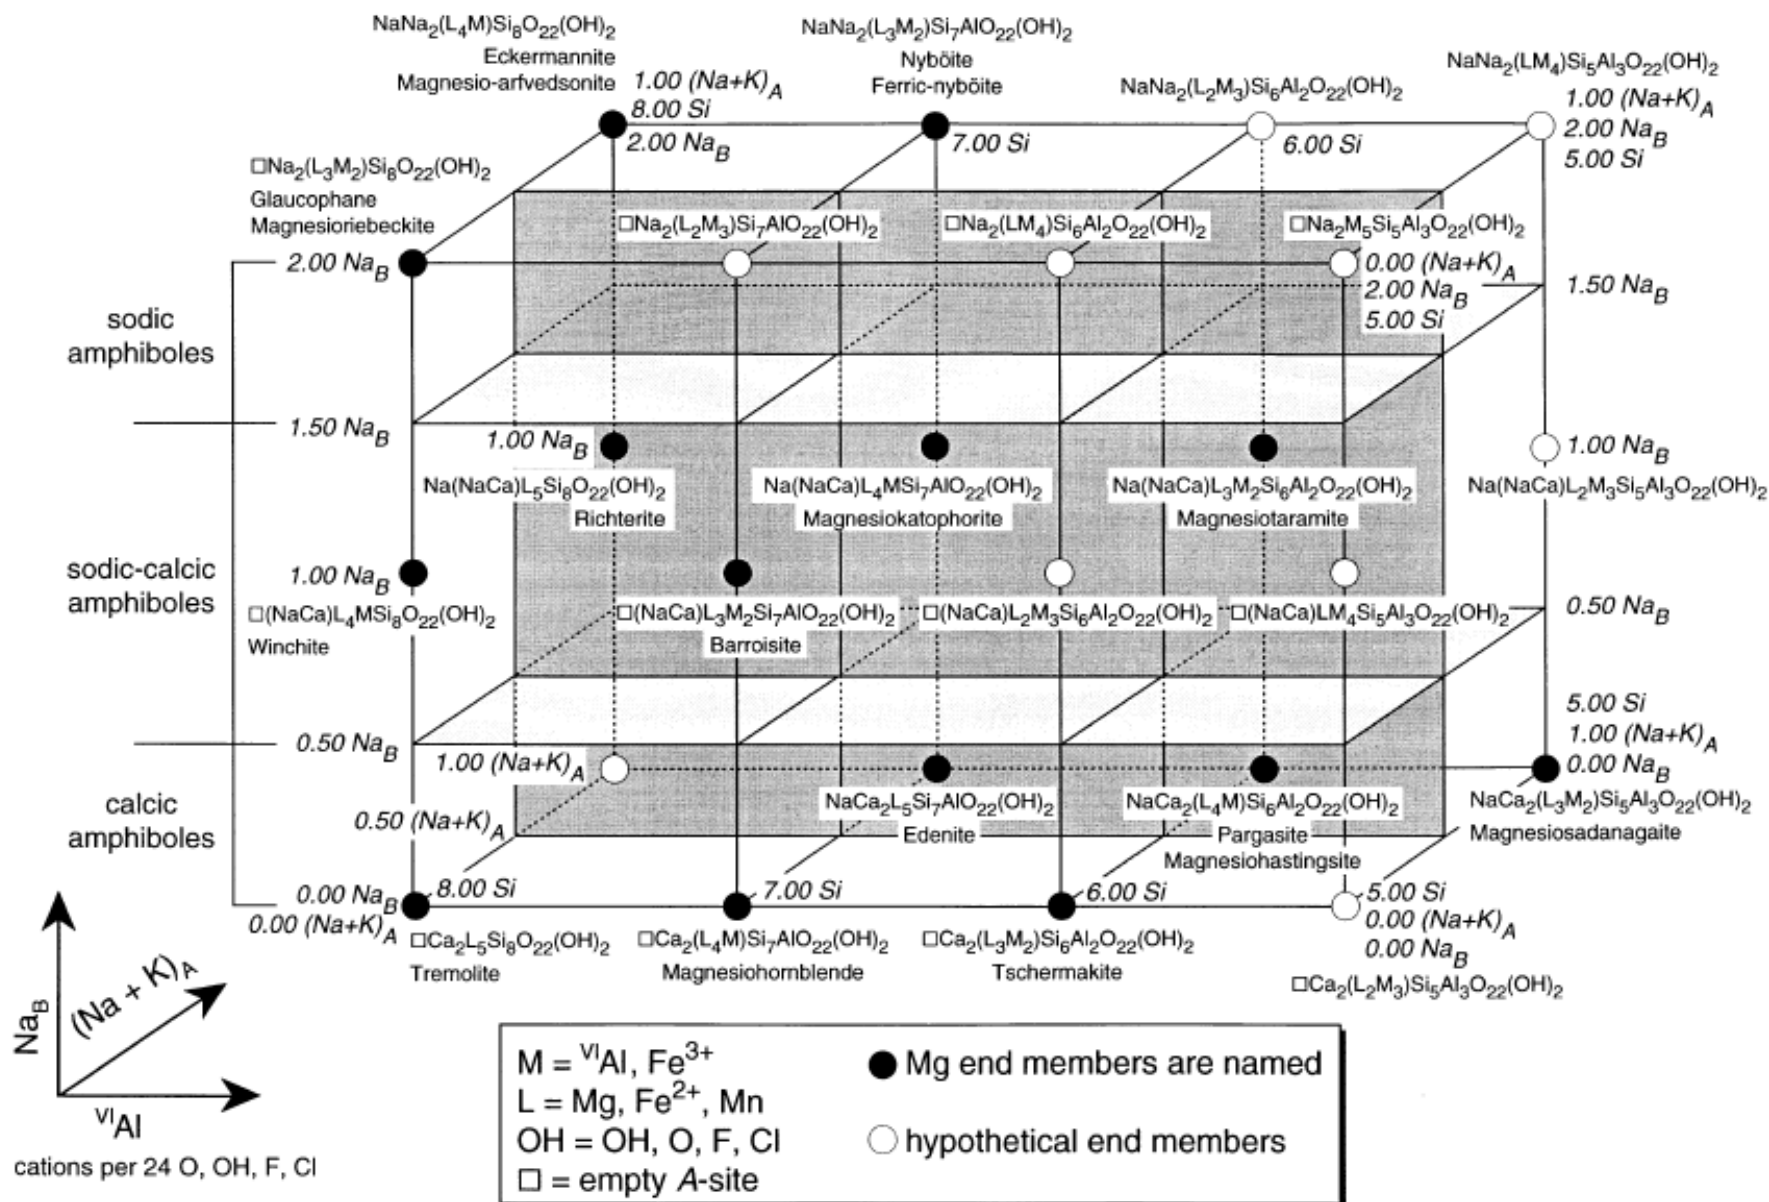 NaNa₂(L₄M)Si₈O₂₂(OH)₂
Eckermannite
Magnesio-arfvedsonite
1.00 (Na+K)A
8.00 Si
2.00 NaB
NaNa₂(L₃M₂)Si₇AlO₂₂(OH)₂
Nyböite
Ferric-nyböite
7.00 Si
NaNa₂(L₂M₃)Si₆Al₂O₂₂(OH)₂
6.00 Si
NaNa₂(LM₄)Si₅Al₃O₂₂(OH)₂
1.00 (Na+K)A
2.00 NaB
5.00 Si
□Na₂(L₃M₂)Si₈O₂₂(OH)₂
Glaucophane
Magnesioriebeckite
2.00 NaB
□Na₂(L₂M₃)Si₇AlO₂₂(OH)₂
□Na₂(LM₄)Si₆Al₂O₂₂(OH)₂
□Na₂M₅Si₅Al₃O₂₂(OH)₂
0.00 (Na+K)A
2.00 NaB
5.00 Si
1.50 NaB
sodic
amphiboles
1.50 NaB
1.00 NaB
Na(NaCa)L₅Si₈O₂₂(OH)₂
Richterite
Na(NaCa)L₄MSi₇AlO₂₂(OH)₂
Magnesiokatophorite
Na(NaCa)L₃M₂Si₆Al₂O₂₂(OH)₂
Magnesiotaramite
1.00 NaB
Na(NaCa)L₂M₃Si₅Al₃O₂₂(OH)₂
sodic-calcic
amphiboles
1.00 NaB
□(NaCa)L₄MSi₈O₂₂(OH)₂
Winchite
□(NaCa)L₃M₂Si₇AlO₂₂(OH)₂
Barroisite
□(NaCa)L₂M₃Si₆Al₂O₂₂(OH)₂
□(NaCa)LM₄Si₅Al₃O₂₂(OH)₂
0.50 NaB
0.50 NaB
calcic
amphiboles
1.00 (Na+K)A
0.50 (Na+K)A
NaCa₂L₅Si₇AlO₂₂(OH)₂
Edenite
NaCa₂(L₄M)Si₆Al₂O₂₂(OH)₂
Pargasite
Magnesiohastingsite
5.00 Si
1.00 (Na+K)A
0.00 NaB
NaCa₂(L₃M₂)Si₅Al₃O₂₂(OH)₂
Magnesiosadanagaite
0.00 NaB
0.00 (Na+K)A
8.00 Si
7.00 Si
6.00 Si
5.00 Si
0.00 (Na+K)A
0.00 NaB
□Ca₂L₅Si₈O₂₂(OH)₂
Tremolite
□Ca₂(L₄M)Si₇AlO₂₂(OH)₂
Magnesiohornblende
□Ca₂(L₃M₂)Si₆Al₂O₂₂(OH)₂
Tschermakite
□Ca₂(L₂M₃)Si₅Al₃O₂₂(OH)₂
NaB
(Na + K)A
VIAl
cations per 24 O, OH, F, Cl
M = VIAl, Fe³⁺
L = Mg, Fe²⁺, Mn
OH = OH, O, F, Cl
□ = empty A-site
Mg end members are named
hypothetical end members